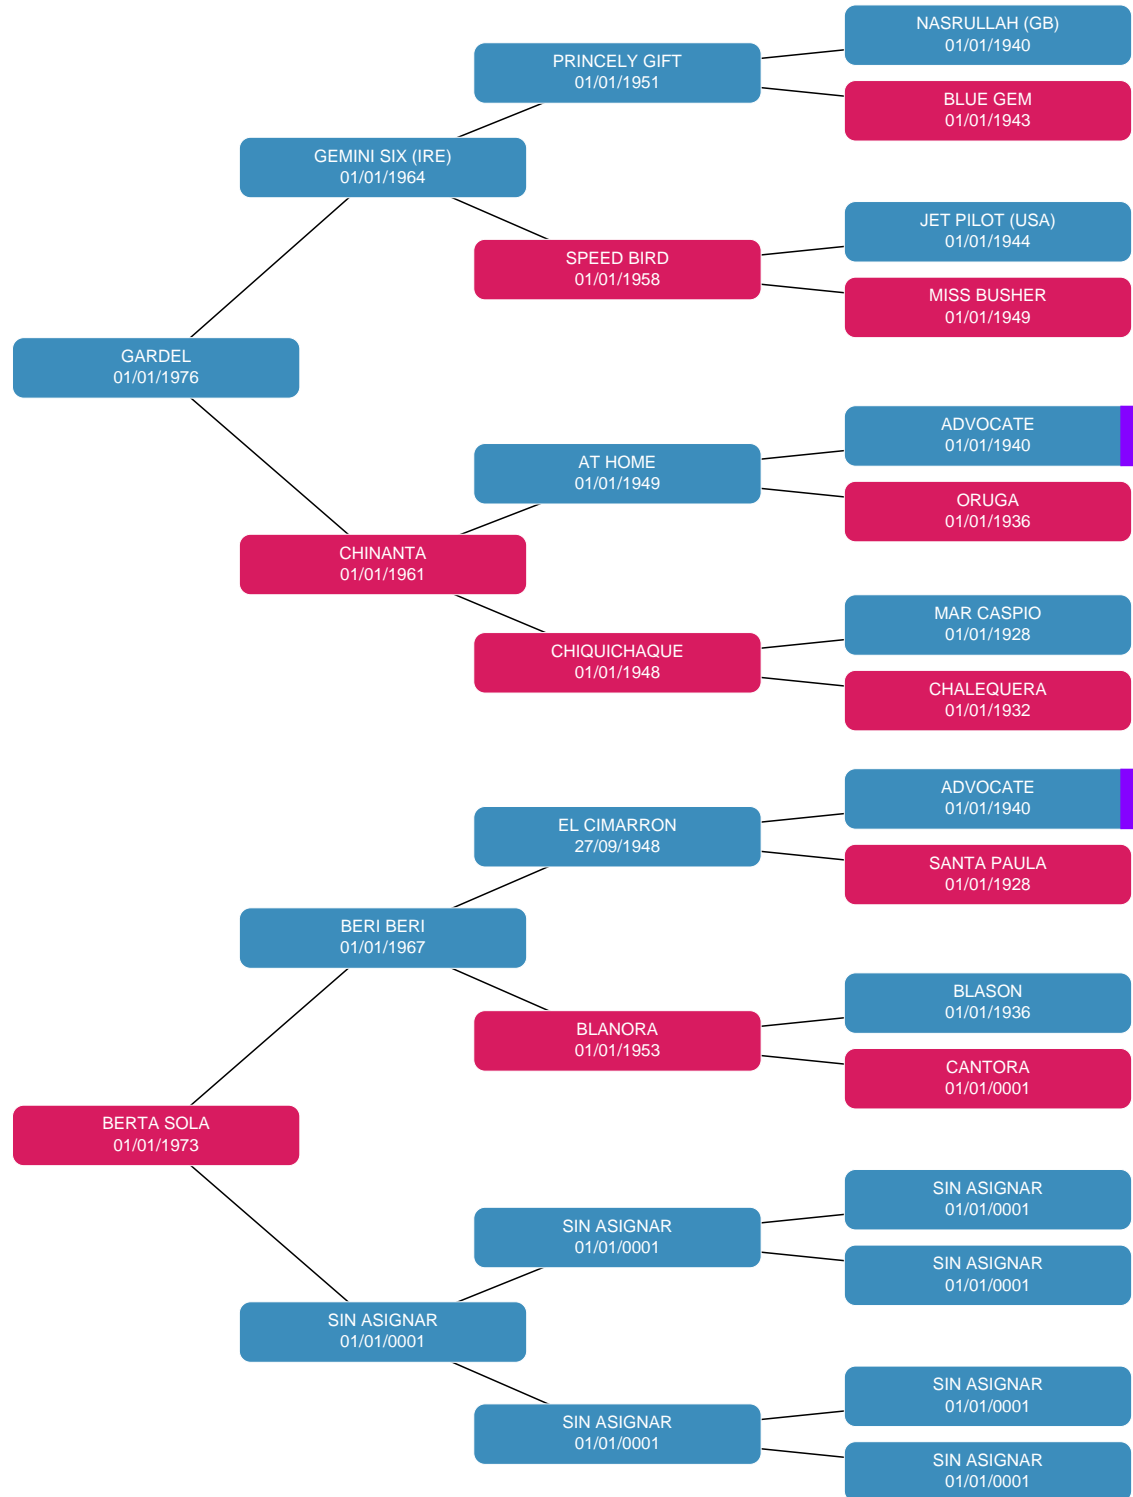 NASRULLAH (GB)
01/01/1940
PRINCELY GIFT
01/01/1951
BLUE GEM
01/01/1943
GEMINI SIX (IRE)
01/01/1964
JET PILOT (USA)
01/01/1944
SPEED BIRD
01/01/1958
MISS BUSHER
01/01/1949
GARDEL
01/01/1976
ADVOCATE
01/01/1940
AT HOME
01/01/1949
ORUGA
01/01/1936
CHINANTA
01/01/1961
MAR CASPIO
01/01/1928
CHIQUICHAQUE
01/01/1948
CHALEQUERA
01/01/1932
ADVOCATE
01/01/1940
EL CIMARRON
27/09/1948
SANTA PAULA
01/01/1928
BERI BERI
01/01/1967
BLASON
01/01/1936
BLANORA
01/01/1953
CANTORA
01/01/0001
BERTA SOLA
01/01/1973
SIN ASIGNAR
01/01/0001
SIN ASIGNAR
01/01/0001
SIN ASIGNAR
01/01/0001
SIN ASIGNAR
01/01/0001
SIN ASIGNAR
01/01/0001
SIN ASIGNAR
01/01/0001
SIN ASIGNAR
01/01/0001